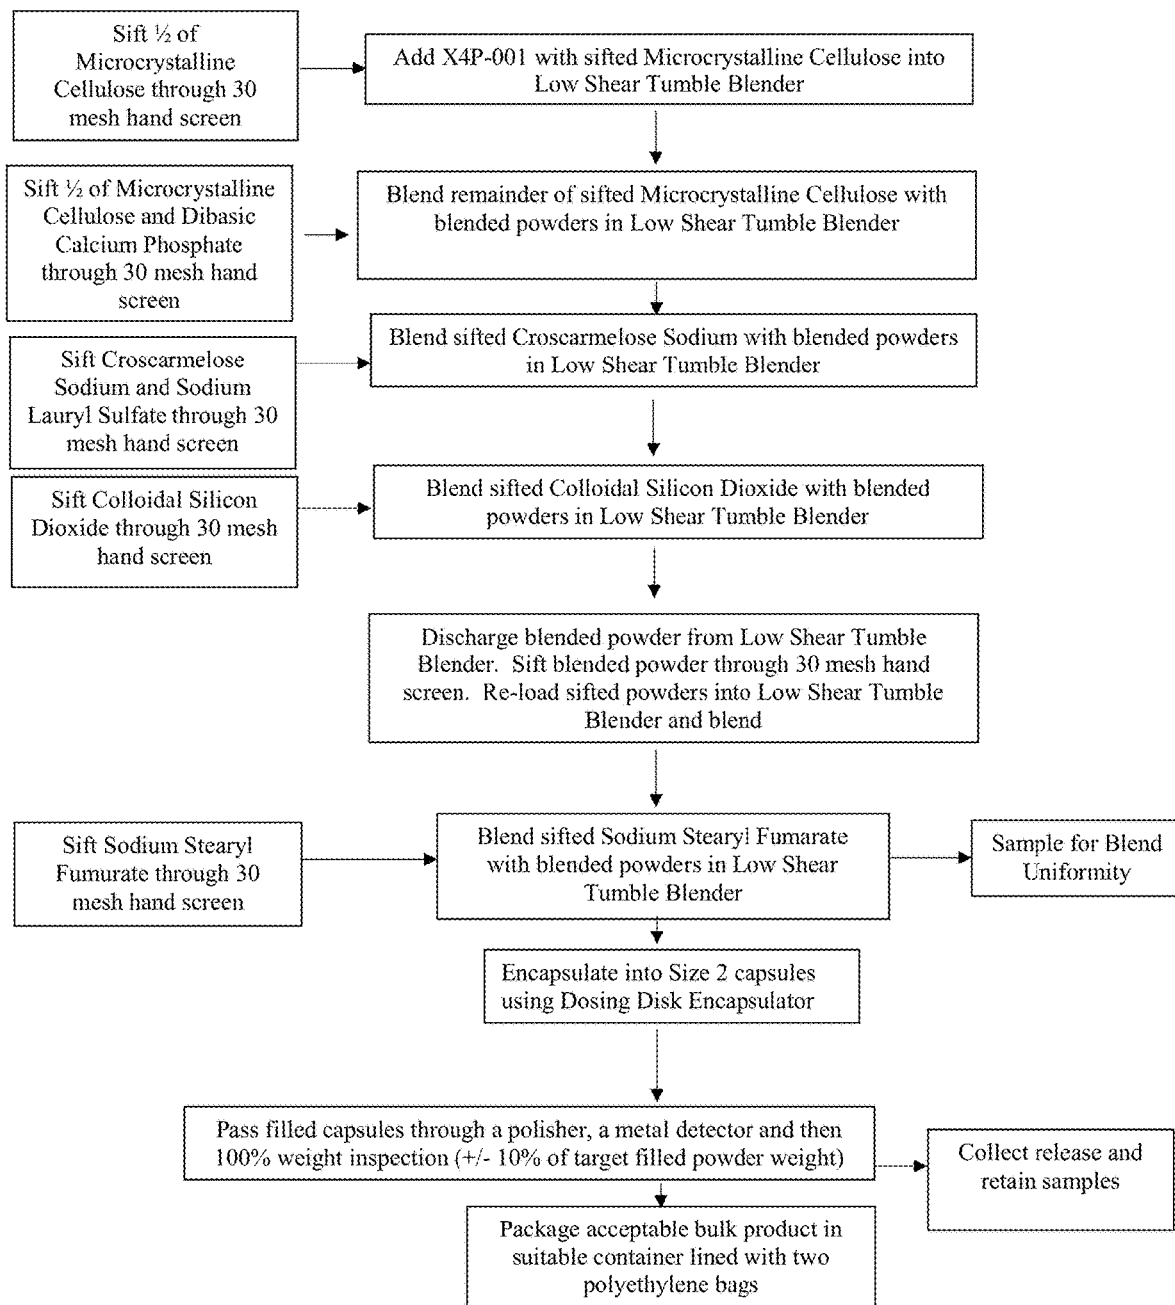 Sift ½ of
Microcrystalline
Cellulose through 30
mesh hand screen
Add X4P-001 with sifted Microcrystalline Cellulose into
Low Shear Tumble Blender
Sift ½ of Microcrystalline
Cellulose and Dibasic
Calcium Phosphate
through 30 mesh hand
screen
Blend remainder of sifted Microcrystalline Cellulose with
blended powders in Low Shear Tumble Blender
Sift Croscarmelose
Sodium and Sodium
Lauryl Sulfate through 30
mesh hand screen
Blend sifted Croscarmelose Sodium with blended powders
in Low Shear Tumble Blender
Sift Colloidal Silicon
Dioxide through 30 mesh
hand screen
Blend sifted Colloidal Silicon Dioxide with blended
powders in Low Shear Tumble Blender
Discharge blended powder from Low Shear Tumble
Blender. Sift blended powder through 30 mesh hand
screen. Re-load sifted powders into Low Shear Tumble
Blender and blend
Sift Sodium Stearyl
Fumurate through 30
mesh hand screen
Blend sifted Sodium Stearyl Fumarate
with blended powders in Low Shear
Tumble Blender
Sample for Blend
Uniformity
Encapsulate into Size 2 capsules
using Dosing Disk Encapsulator
Pass filled capsules through a polisher, a metal detector and then
100% weight inspection (+/- 10% of target filled powder weight)
Collect release and
retain samples
Package acceptable bulk product in
suitable container lined with two
polyethylene bags